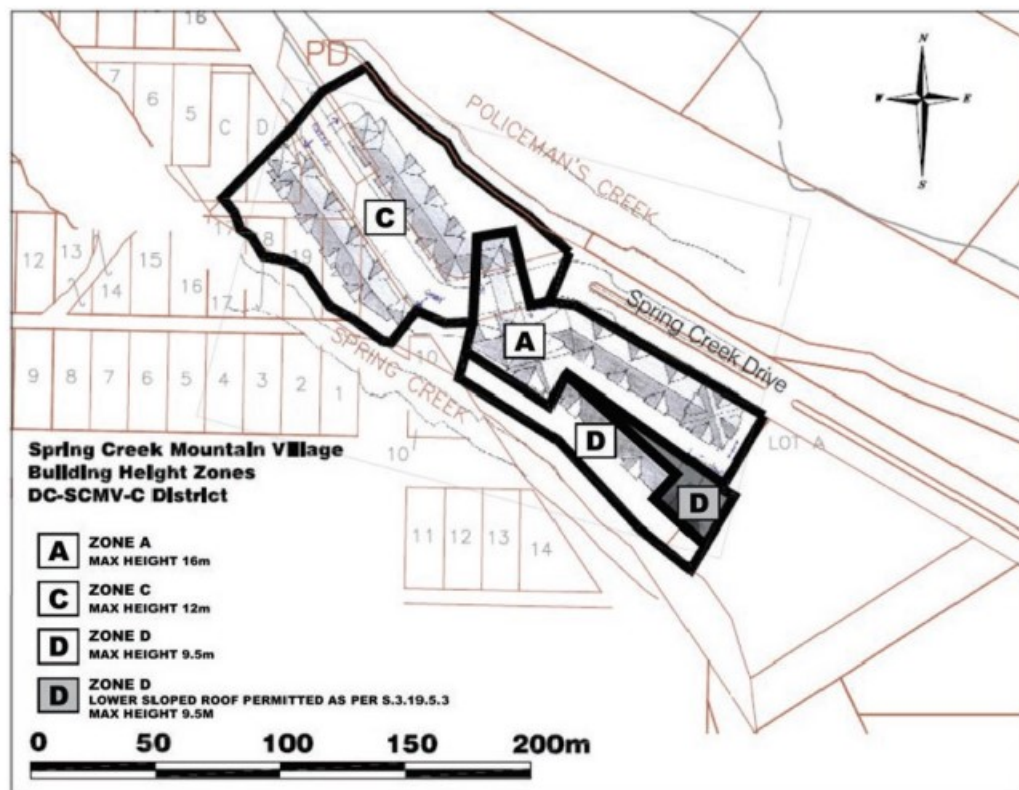 15
16
7
6
5
C
D
PD
N
W
E
S
POLICEMAN'S CREEK
C
17
18
19
20
12
13
14
15
16
17
A
Spring Creek Drive
SPRING CREEK
10
9
8
7
6
5
4
3
2
1
D
LOT A
10
D
11
12
13
14
Spring Creek Mountain Village
Building Height Zones
DC-SCMV-C District
A
ZONE A
MAX HEIGHT 16m
C
ZONE C
MAX HEIGHT 12m
D
ZONE D
MAX HEIGHT 9.5m
D
ZONE D
LOWER SLOPED ROOF PERMITTED AS PER S.3.19.5.3
MAX HEIGHT 9.5M
0 50 100 150 200m